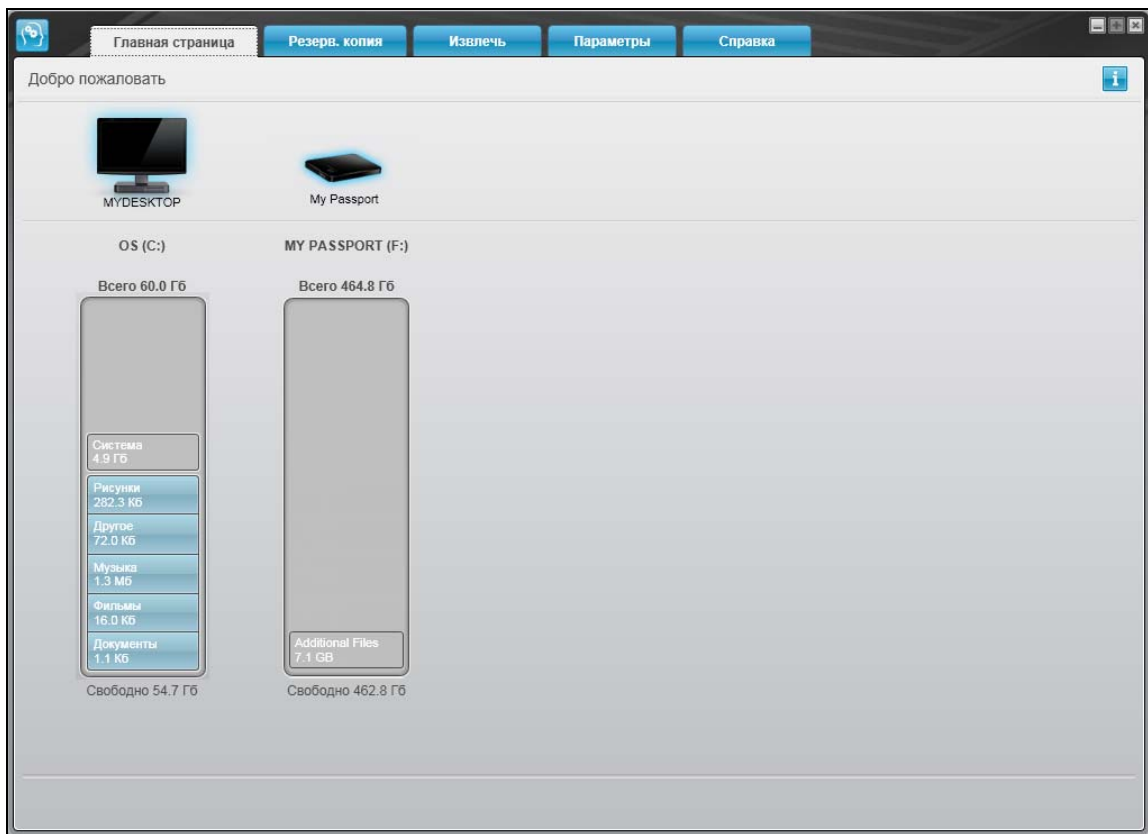 Главная страница
Резерв. копия
Извлечь
Параметры
Справка
Добро пожаловать
MYDESKTOP
My Passport
OS (C:)
MY PASSPORT (F:)
Всего 60.0 Гб
Всего 464.8 Гб
Система
4.9 Гб
Рисунки
282.3 Кб
Другое
72.0 Кб
Музыка
1.3 Мб
Фильмы
16.0 Кб
Документы
1.1 Кб
Additional Files
7.1 GB
Свободно 54.7 Гб
Свободно 462.8 Гб